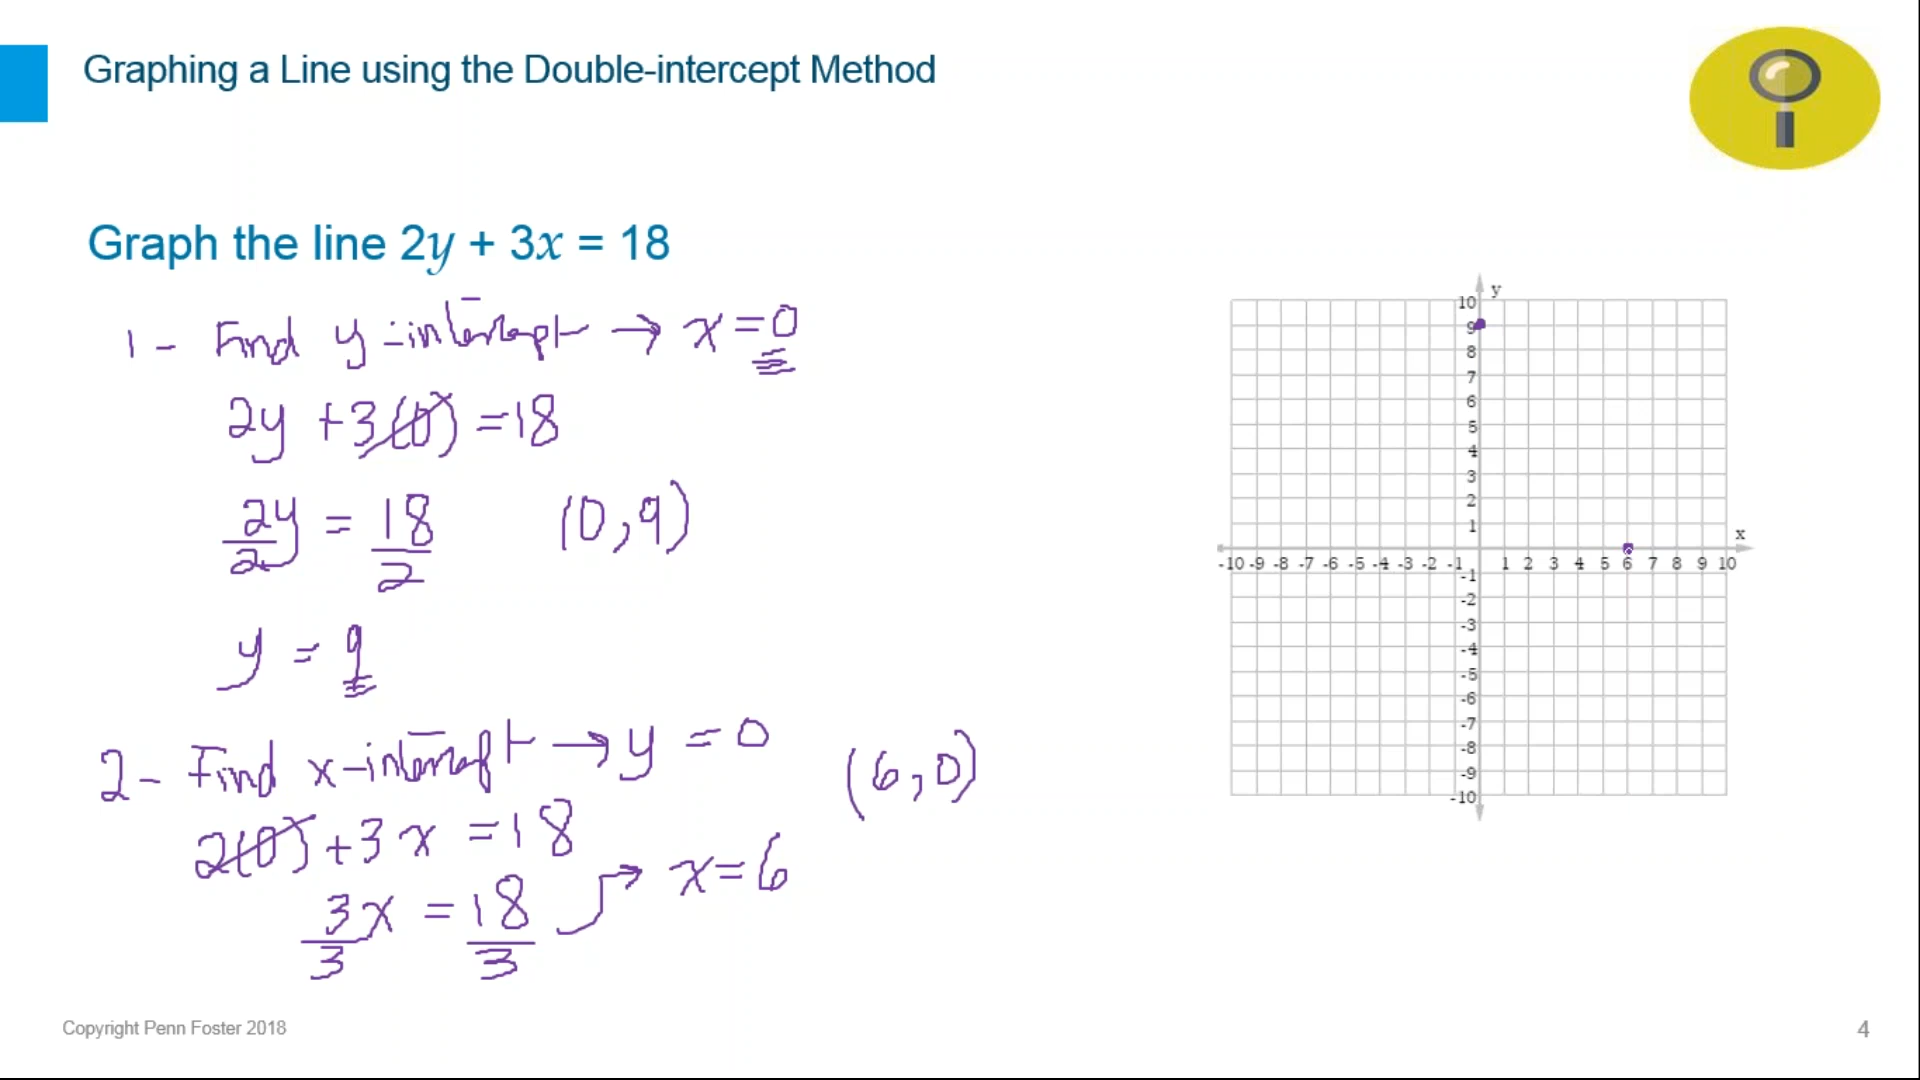 Graphing a Line using the Double-intercept Method
Graph the line 2y + 3x = 18
1 - Find y-intercept → x = 0
2y + 3(0) = 18
2y/2 = 18/2
(0,9)
y = 9
2 - Find x-intercept → y = 0
(6,0)
2(0) + 3x = 18
3x/3 = 18/3 → x = 6
y
10
9
8
7
6
5
4
3
2
1
x
-10 -9 -8 -7 -6 -5 -4 -3 -2 -1 1 2 3 4 5 6 7 8 9 10
-1
-2
-3
-4
-5
-6
-7
-8
-9
-10
Copyright Penn Foster 2018
4